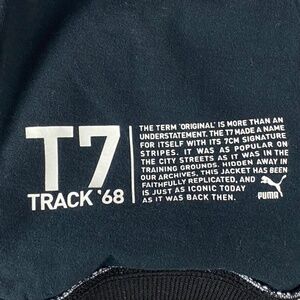 T7
TRACK '68
THE TERM 'ORIGINAL' IS MORE THAN AN
UNDERSTATEMENT. THE T7 MADE A NAME
FOR ITSELF WITH ITS 7CM SIGNATURE
STRIPES. IT WAS AS POPULAR ON
THE CITY STREETS AS IT WAS IN THE
TRAINING GROUNDS. HIDDEN AWAY IN
OUR ARCHIVES, THIS JACKET HAS BEEN
FAITHFULLY REPLICATED, AND
IS JUST AS ICONIC TODAY
AS IT WAS BACK THEN.
PUMA